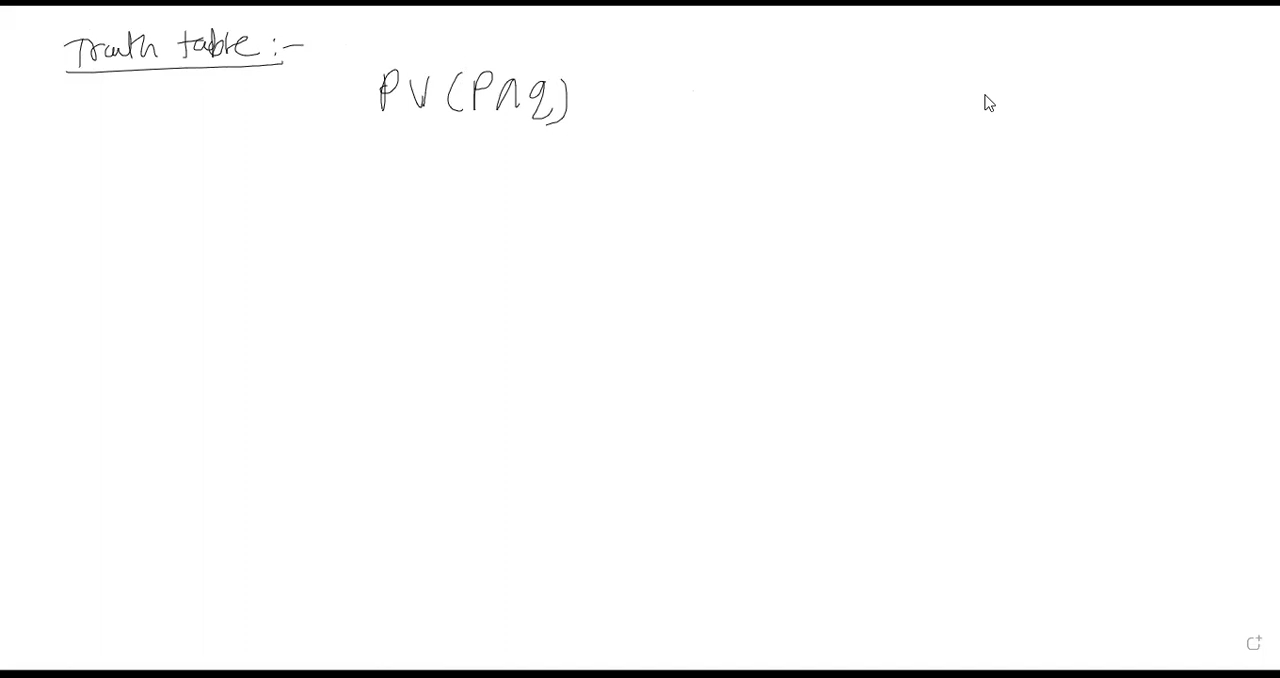 Truth table :-
P V (P ∧ q)